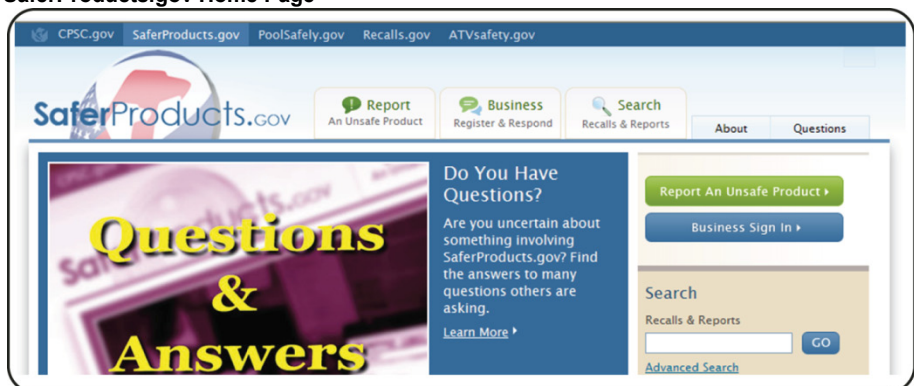 SaferProducts.gov Home Page
CPSC.gov SaferProducts.gov PoolSafely.gov Recalls.gov ATVsafety.gov
SaferProducts.GOV
Report
An Unsafe Product
Business
Register & Respond
Search
Recalls & Reports
About
Questions
Questions
&
Answers
Do You Have
Questions?
Are you uncertain about
something involving
SaferProducts.gov? Find
the answers to many
questions others are
asking.
Learn More
Report An Unsafe Product
Business Sign In
Search
Recalls & Reports
GO
Advanced Search